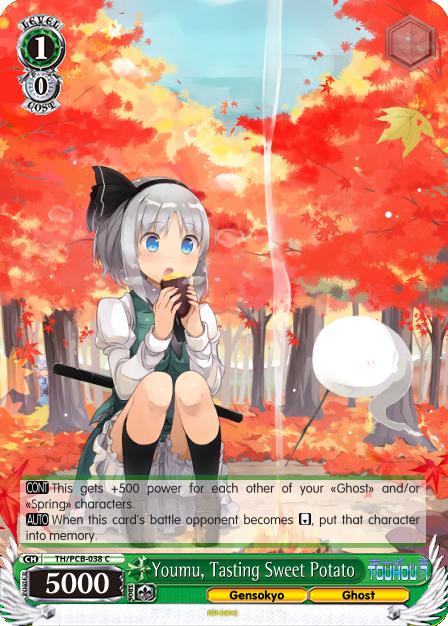 LEVEL
1
0
COST
CONT This gets +500 power for each other of your «Ghost» and/or
«Spring» characters.
AUTO When this card's battle opponent becomes , put that character
into memory.
CH TH/PCB-038 C
POWER 5000 SOUL
Youmu, Tasting Sweet Potato
TOUHOU
Gensokyo Ghost